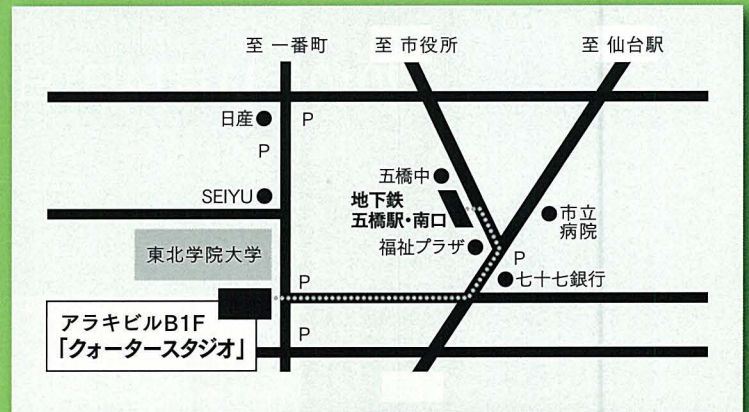 至 一番町
至 市役所
至 仙台駅
日産
P
P
五橋中
SEIYU
地下鉄
五橋駅・南口
市立
病院
福祉プラザ
東北学院大学
P
七十七銀行
P
アラキビルB1F
「クォータースタジオ」
P